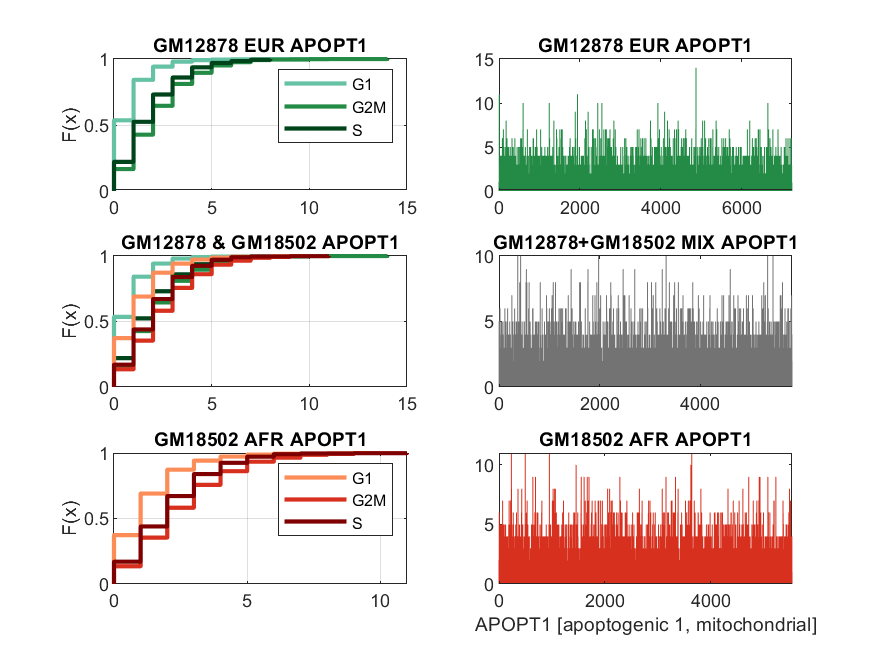 GM12878 EUR APOPT1
F(x)
1
0.5
0
0
5
10
15
G1
G2M
S
GM12878 EUR APOPT1
15
10
5
0
0
2000
4000
6000
GM12878 & GM18502 APOPT1
F(x)
1
0.5
0
0
5
10
15
GM12878+GM18502 MIX APOPT1
10
5
0
0
2000
4000
GM18502 AFR APOPT1
F(x)
1
0.5
0
0
5
10
G1
G2M
S
GM18502 AFR APOPT1
10
5
0
0
2000
4000
APOPT1 [apoptogenic 1, mitochondrial]